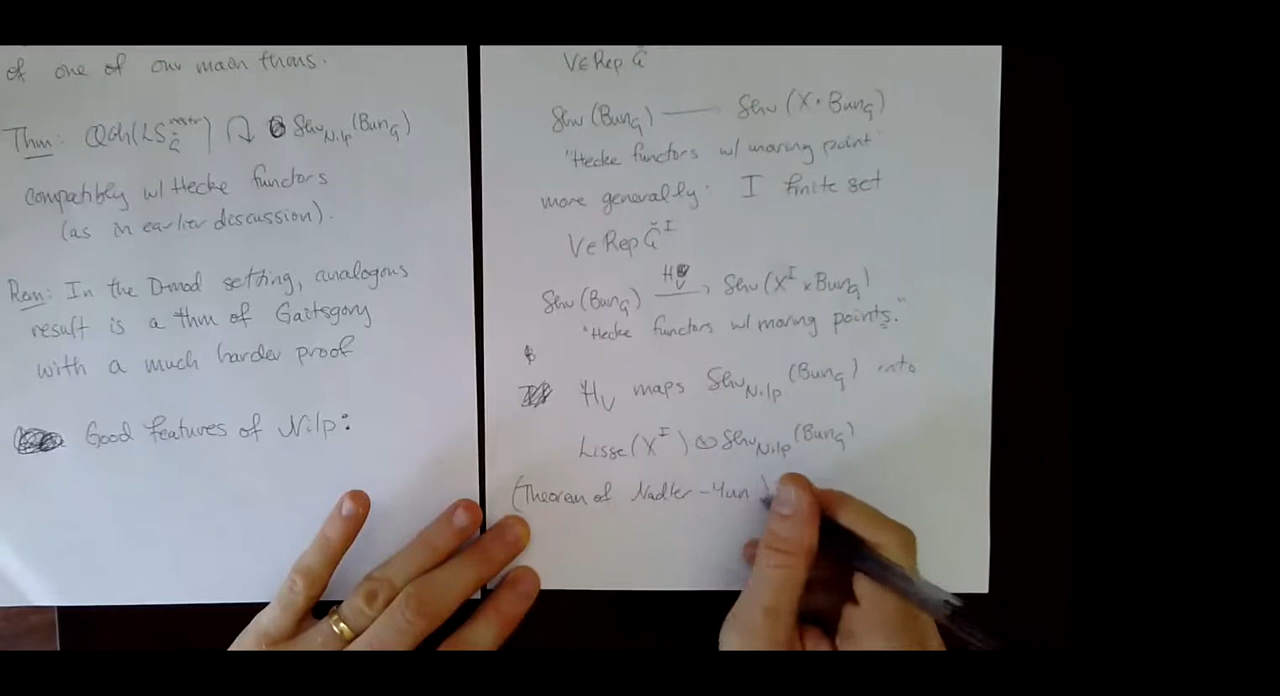 of one of our main thms.
Thm: QCoh(LS_Ǧ^restr) ↷ Shv_Nilp(Bun_G)
compatibly w/ Hecke functors
(as in earlier discussion).
Rem: In the D-mod setting, analogous
result is a thm of Gaitsgory
with a much harder proof
Good features of Nilp:
V∈Rep Ǧ
Shv(Bun_G) — Shv(X×Bun_G)
"Hecke functors w/ moving point"
more generally: I finite set
V∈Rep Ǧ^I
Shv(Bun_G) →^{H_V} Shv(X^I×Bun_G)
"Hecke functors w/ moving points."
H_V maps Shv_Nilp(Bun_G) into
Lisse(X^I)⊗Shv_Nilp(Bun_G)
(Theorem of Nadler-Yun)